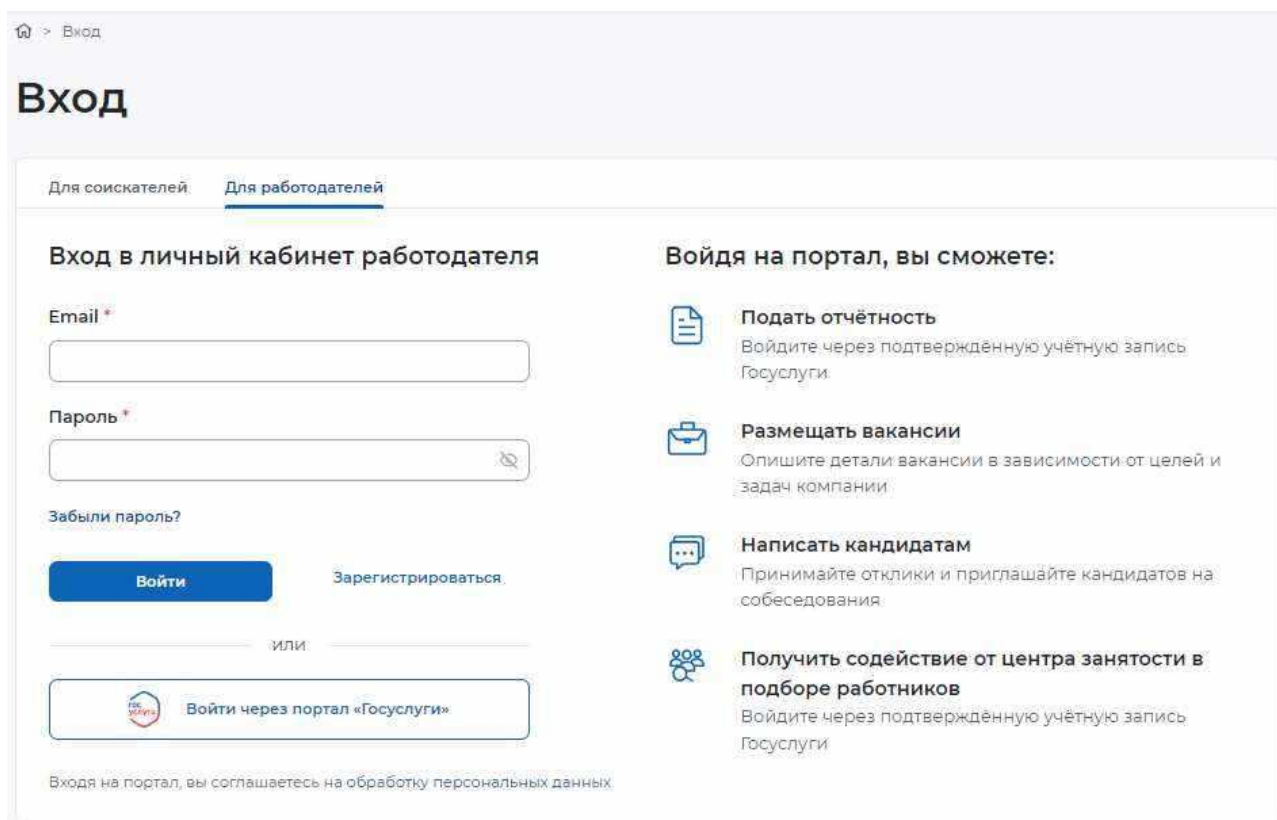 > Вход
Вход
Для соискателей Для работодателей
Вход в личный кабинет работодателя
Email *
Пароль *
Забыли пароль?
Войти Зарегистрироваться
или
гос услуги
Войти через портал «Госуслуги»
Входя на портал, вы соглашаетесь на обработку персональных данных
Войдя на портал, вы сможете:
Подать отчётность
Войдите через подтверждённую учётную запись
Госуслуги
Размещать вакансии
Опишите детали вакансии в зависимости от целей и
задач компании
Написать кандидатам
Принимайте отклики и приглашайте кандидатов на
собеседования
Получить содействие от центра занятости в
подборе работников
Войдите через подтверждённую учётную запись
Госуслуги